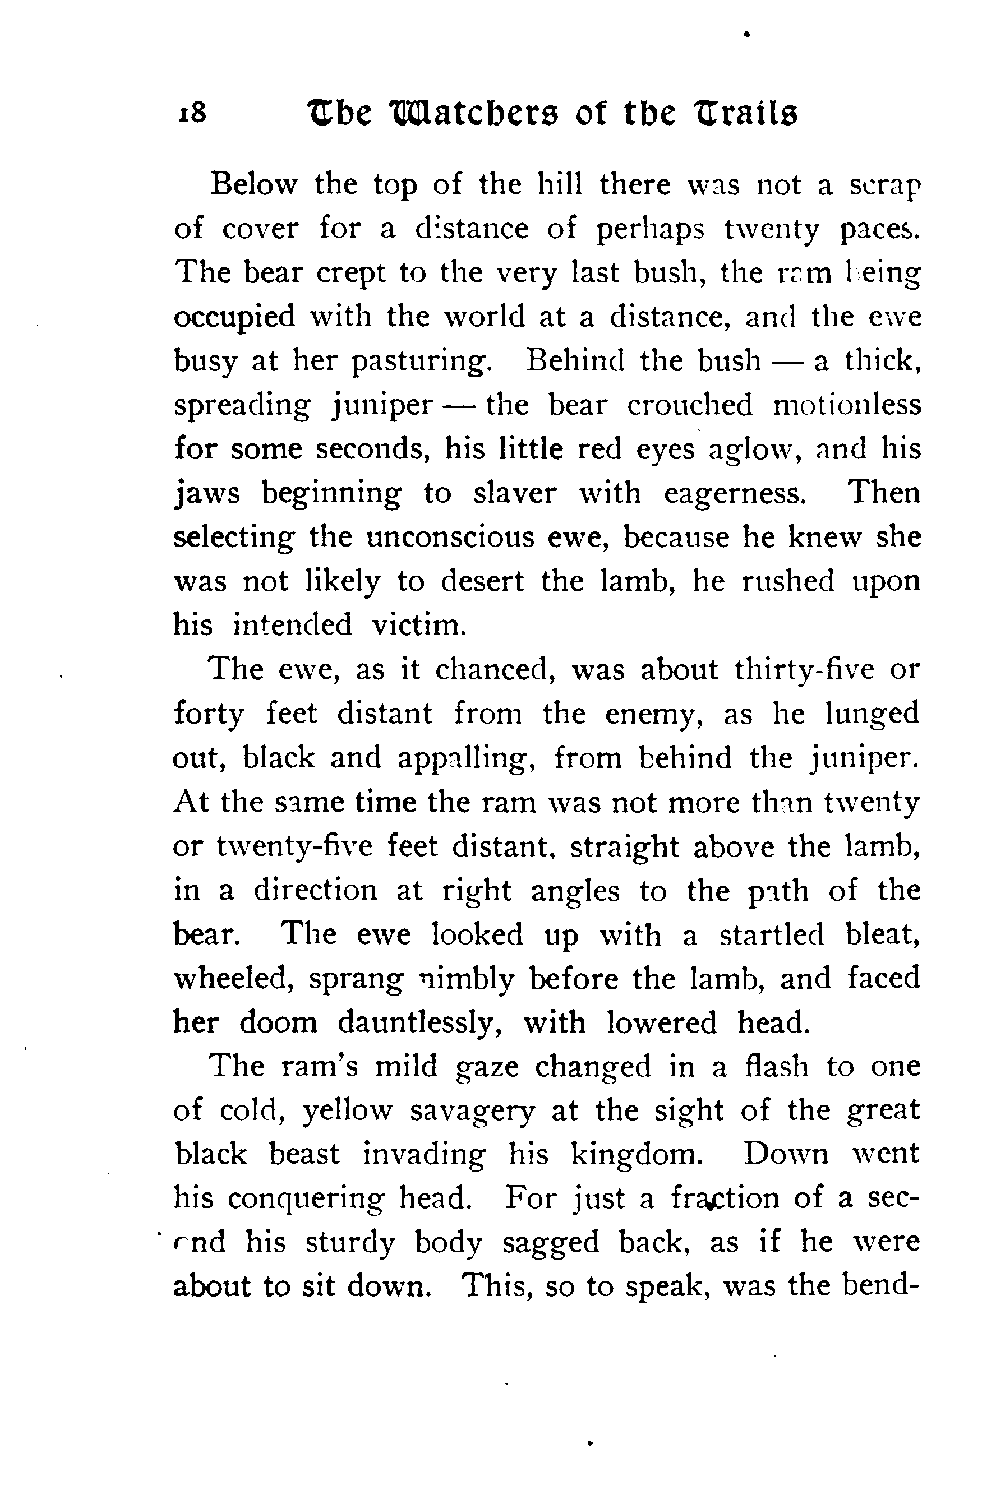 18 The Watchers of the Trails
Below the top of the hill there was not a scrap
of cover for a distance of perhaps twenty paces.
The bear crept to the very last bush, the ram being
occupied with the world at a distance, and the ewe
busy at her pasturing. Behind the bush — a thick,
spreading juniper — the bear crouched motionless
for some seconds, his little red eyes aglow, and his
jaws beginning to slaver with eagerness. Then
selecting the unconscious ewe, because he knew she
was not likely to desert the lamb, he rushed upon
his intended victim.
The ewe, as it chanced, was about thirty-five or
forty feet distant from the enemy, as he lunged
out, black and appalling, from behind the juniper.
At the same time the ram was not more than twenty
or twenty-five feet distant, straight above the lamb,
in a direction at right angles to the path of the
bear. The ewe looked up with a startled bleat,
wheeled, sprang nimbly before the lamb, and faced
her doom dauntlessly, with lowered head.
The ram's mild gaze changed in a flash to one
of cold, yellow savagery at the sight of the great
black beast invading his kingdom. Down went
his conquering head. For just a fraction of a sec-
ond his sturdy body sagged back, as if he were
about to sit down. This, so to speak, was the bend-